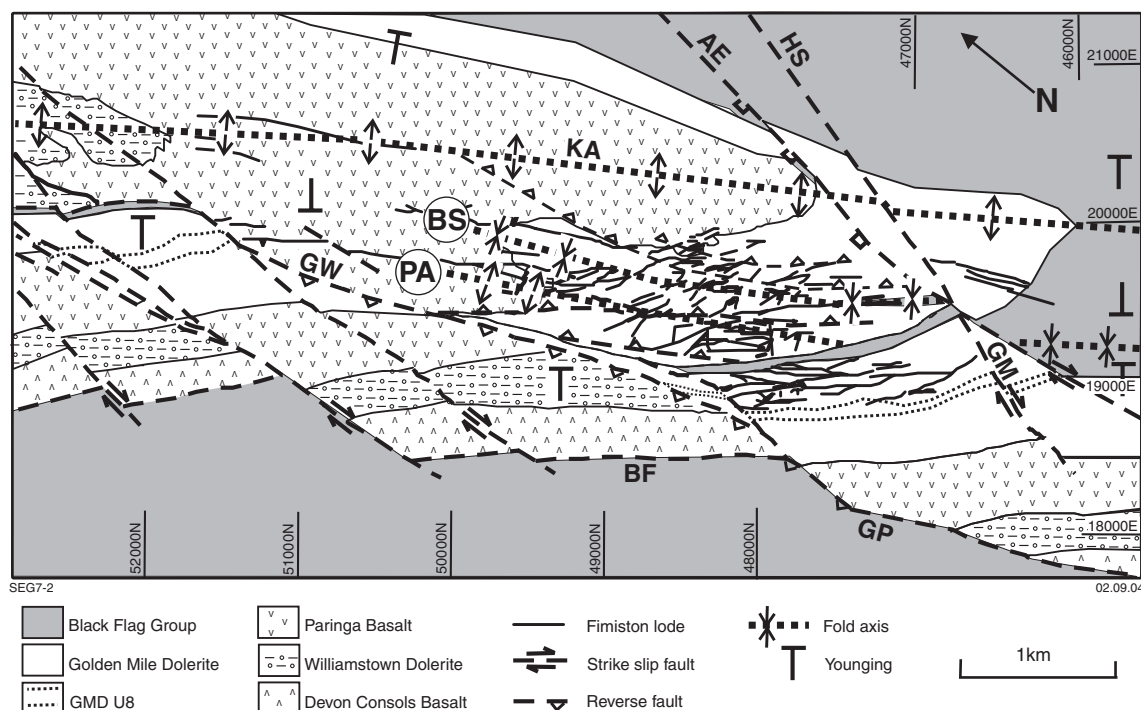 AE
HS
47000N
46000N
21000E
N
KA
20000E
BS
PA
GW
GM
19000E
BF
GP
18000E
52000N
51000N
50000N
49000N
48000N
SEG7-2
02.09.04
Black Flag Group
Paringa Basalt
Fimiston lode
Fold axis
Golden Mile Dolerite
Williamstown Dolerite
Strike slip fault
Younging
1km
GMD U8
Devon Consols Basalt
Reverse fault